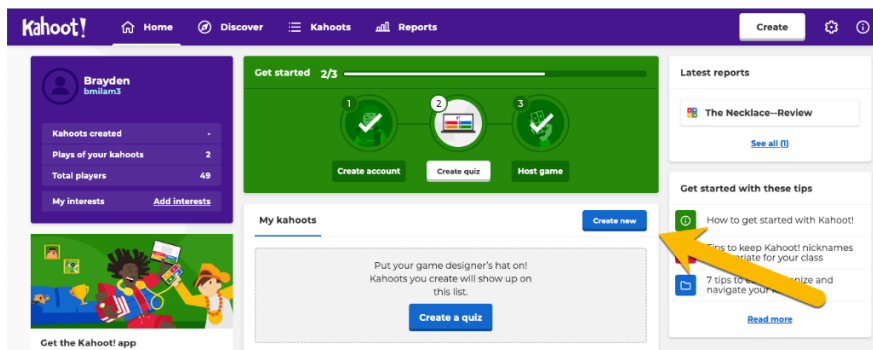 Kahoot!
Home
Discover
Kahoots
Reports
Create
Brayden
bmilam3
Kahoots created -
Plays of your kahoots 2
Total players 49
My interests Add interests
Get the Kahoot! app
Get started 2/3
1
2
3
Create account
Create quiz
Host game
My kahoots
Create new
Put your game designer's hat on!
Kahoots you create will show up on
this list.
Create a quiz
Latest reports
The Necklace--Review
See all (1)
Get started with these tips
How to get started with Kahoot!
Tips to keep Kahoot! nicknames
for your class
7 tips to and
navigate your
Read more